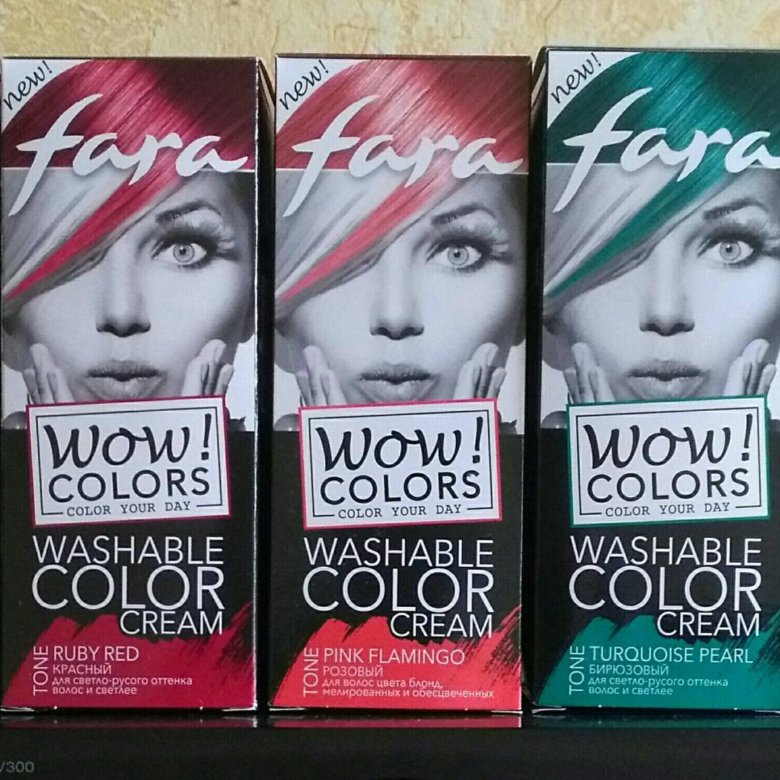 new!
fara
WOW!
COLORS
COLOR YOUR DAY
WASHABLE
COLOR
CREAM
TONE
RUBY RED
КРАСНЫЙ
для светло-русого оттенка
волос и светлее
new!
fara
WOW!
COLORS
COLOR YOUR DAY
WASHABLE
COLOR
CREAM
TONE
PINK FLAMINGO
РОЗОВЫЙ
для волос цвета блонд,
мелированных и обесцвеченных
new!
fara
WOW!
COLORS
COLOR YOUR DAY
WASHABLE
COLOR
CREAM
TONE
TURQUOISE PEARL
БИРЮЗОВЫЙ
для светло-русого оттенка
волос и светлее
/300